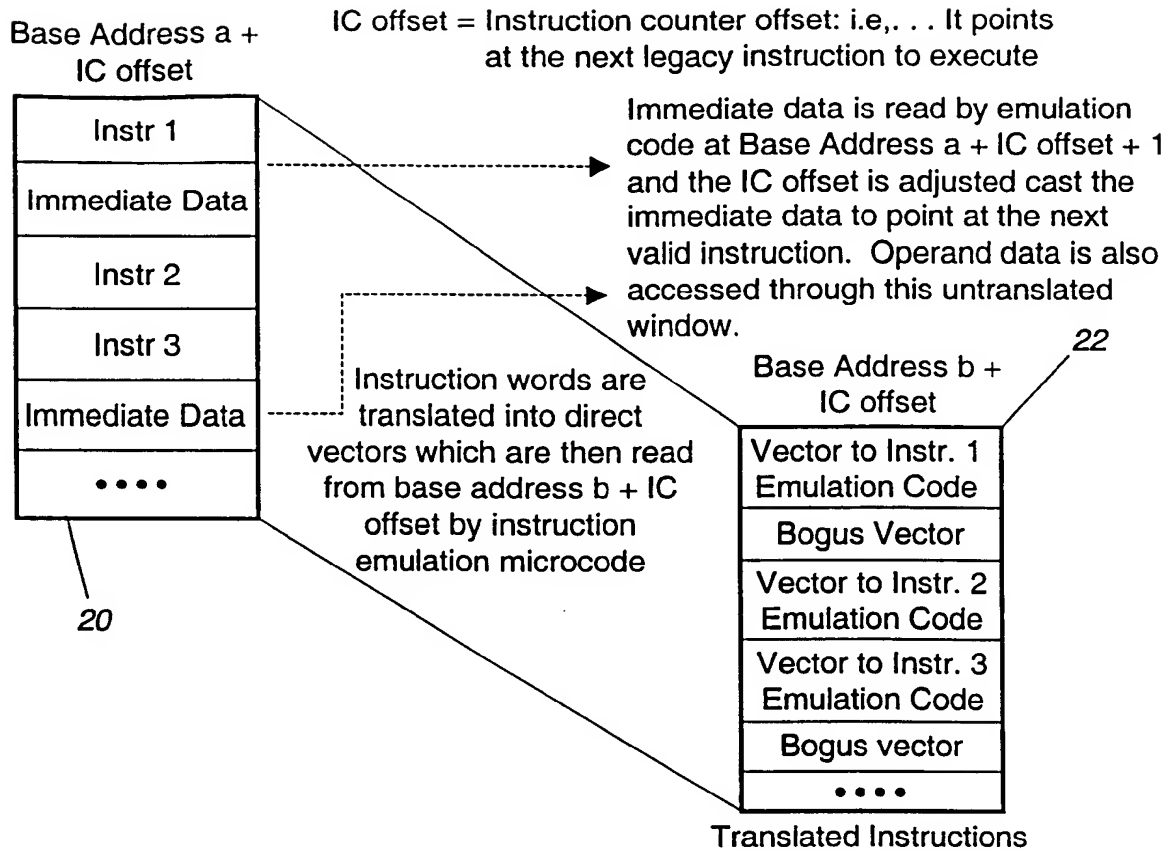 IC offset = Instruction counter offset: i.e,. . . It points
at the next legacy instruction to execute
Base Address a +
IC offset
Instr 1
Immediate Data
Instr 2
Instr 3
Immediate Data
••••
20
Immediate data is read by emulation
code at Base Address a + IC offset + 1
and the IC offset is adjusted cast the
immediate data to point at the next
valid instruction. Operand data is also
accessed through this untranslated
window.
Instruction words are
translated into direct
vectors which are then read
from base address b + IC
offset by instruction
emulation microcode
22
Base Address b +
IC offset
Vector to Instr. 1
Emulation Code
Bogus Vector
Vector to Instr. 2
Emulation Code
Vector to Instr. 3
Emulation Code
Bogus vector
••••
Translated Instructions